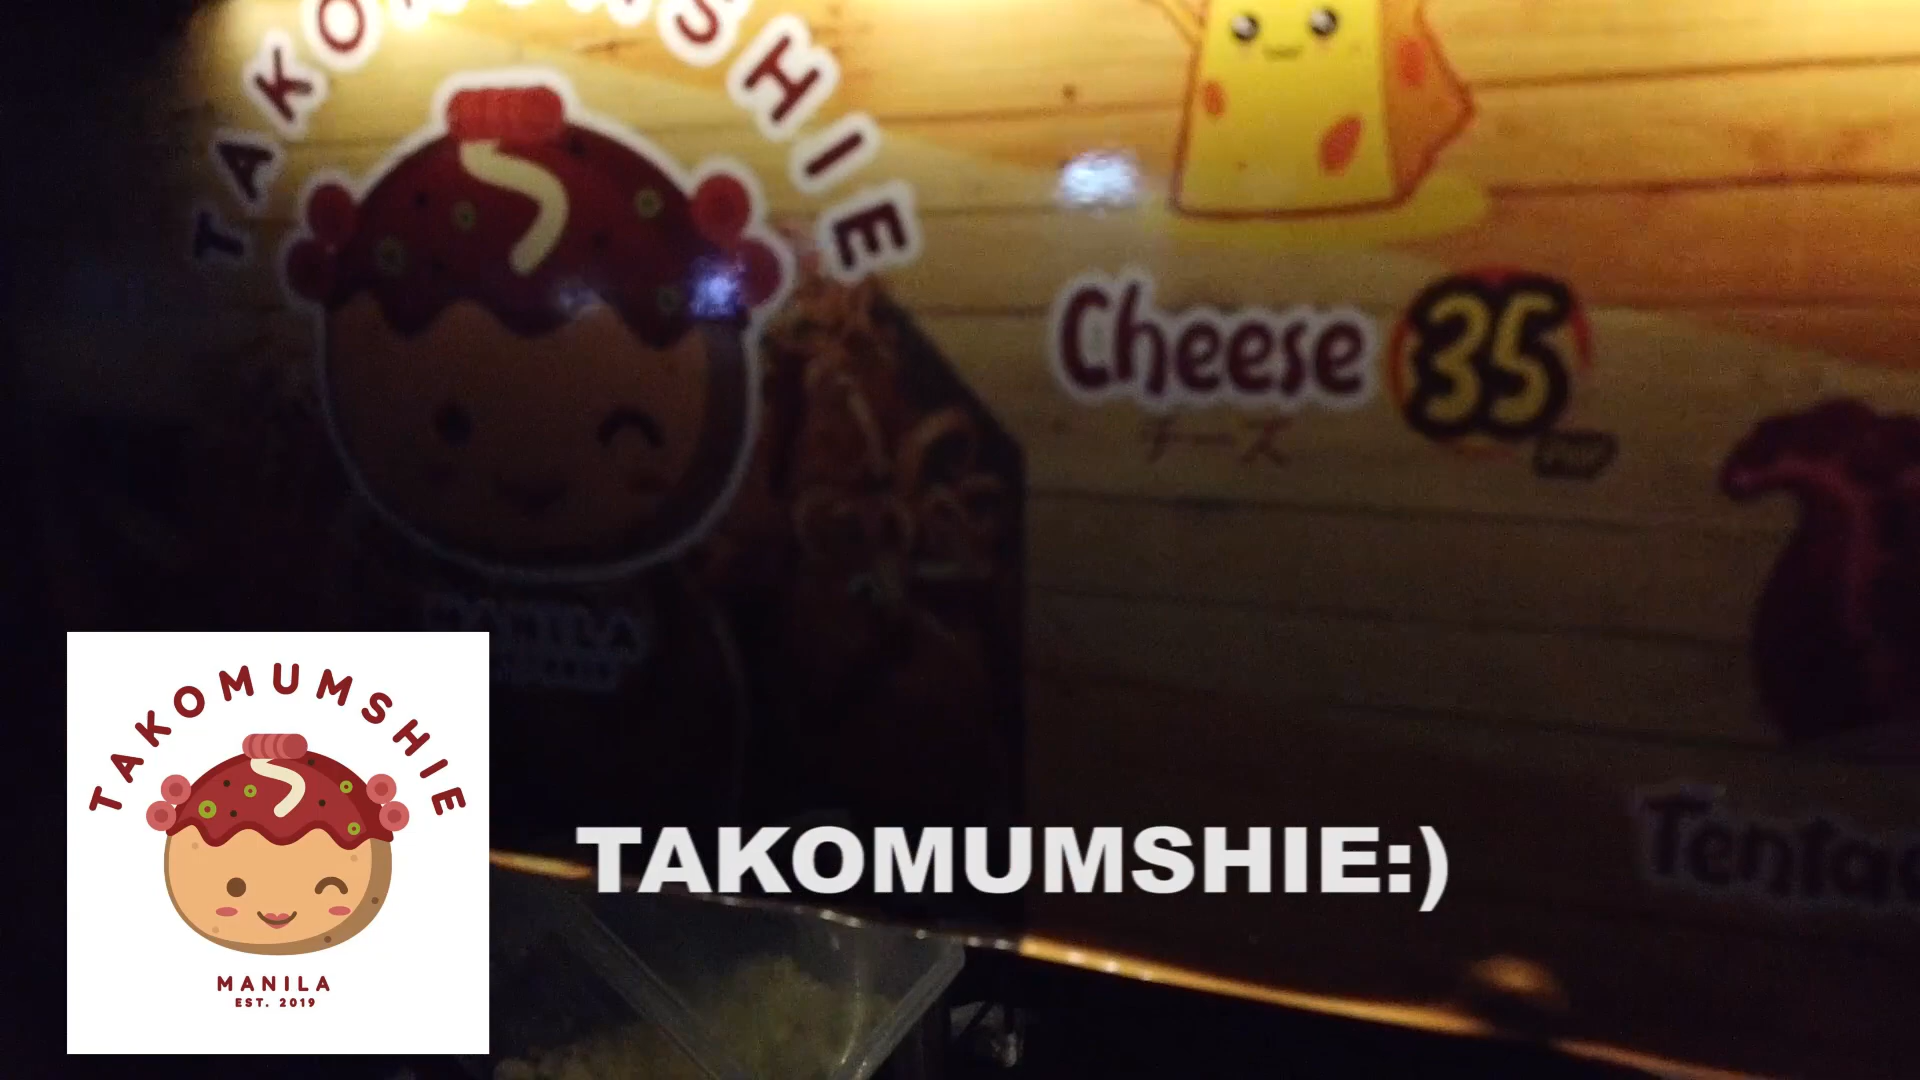 TAKOMUMSHIE
Cheese 35
チーズ
MANILA
TAKOMUMSHIE
MANILA
EST. 2019
TAKOMUMSHIE:)